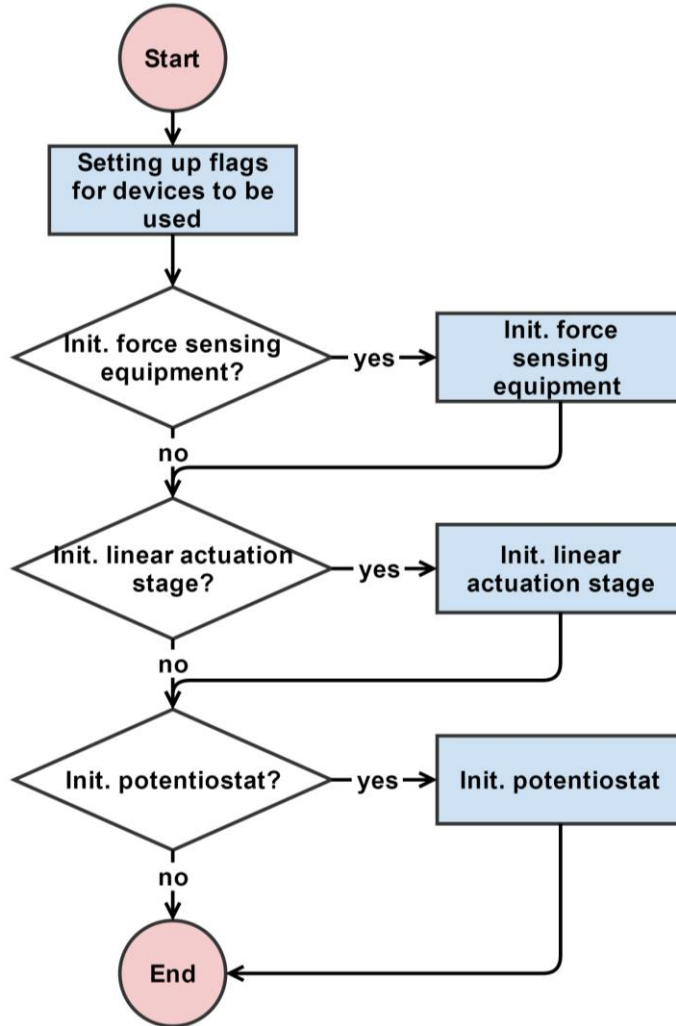 Start
Setting up flags
for devices to be
used
Init. force sensing
equipment?
yes
Init. force
sensing
equipment
no
Init. linear actuation
stage?
yes
Init. linear
actuation stage
no
Init. potentiostat?
yes
Init. potentiostat
no
End